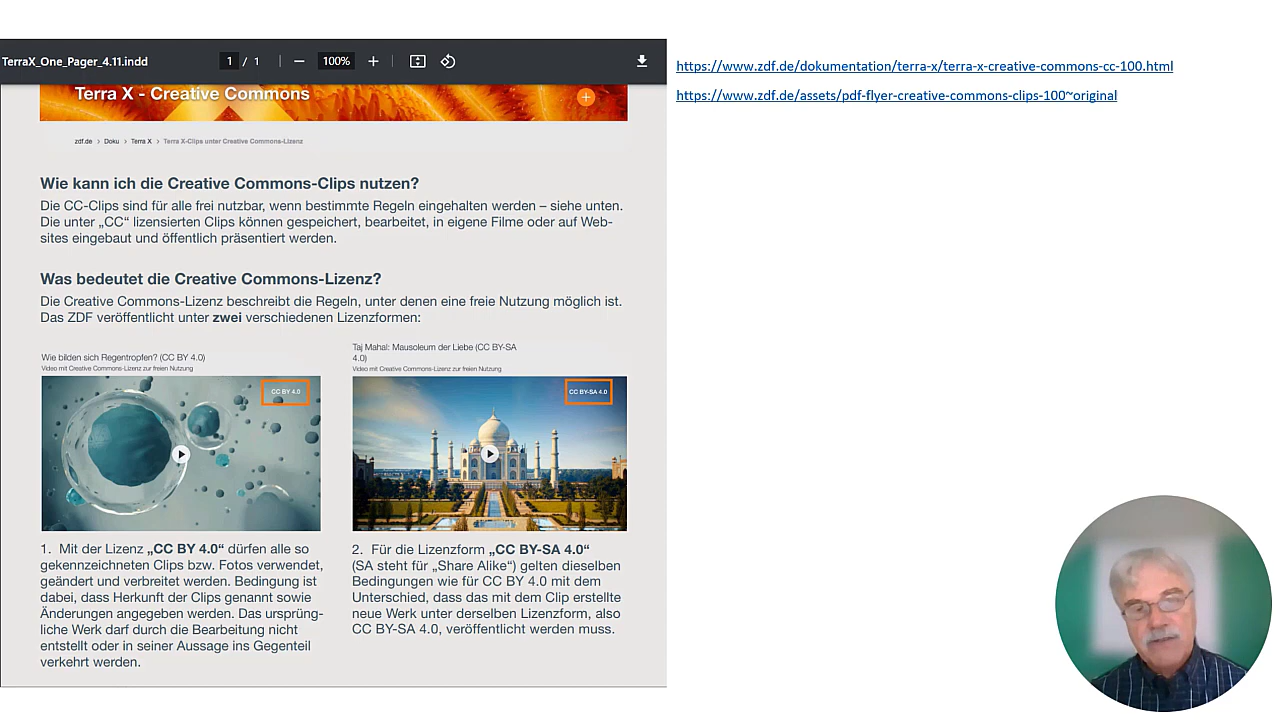 TerraX_One_Pager_4.11.indd
1 / 1
100%
https://www.zdf.de/dokumentation/terra-x/terra-x-creative-commons-cc-100.html
https://www.zdf.de/assets/pdf-flyer-creative-commons-clips-100~original
Terra X - Creative Commons
zdf.de > Doku > Terra X > Terra X-Clips unter Creative Commons-Lizenz
Wie kann ich die Creative Commons-Clips nutzen?
Die CC-Clips sind für alle frei nutzbar, wenn bestimmte Regeln eingehalten werden – siehe unten.
Die unter „CC“ lizensierten Clips können gespeichert, bearbeitet, in eigene Filme oder auf Web-
sites eingebaut und öffentlich präsentiert werden.
Was bedeutet die Creative Commons-Lizenz?
Die Creative Commons-Lizenz beschreibt die Regeln, unter denen eine freie Nutzung möglich ist.
Das ZDF veröffentlicht unter zwei verschiedenen Lizenzformen:
Wie bilden sich Regentropfen? (CC BY 4.0)
Video mit Creative Commons-Lizenz zur freien Nutzung
CC BY 4.0
1. Mit der Lizenz „CC BY 4.0“ dürfen alle so
gekennzeichneten Clips bzw. Fotos verwendet,
geändert und verbreitet werden. Bedingung ist
dabei, dass Herkunft der Clips genannt sowie
Änderungen angegeben werden. Das ursprüng-
liche Werk darf durch die Bearbeitung nicht
entstellt oder in seiner Aussage ins Gegenteil
verkehrt werden.
Taj Mahal: Mausoleum der Liebe (CC BY-SA
4.0)
Video mit Creative Commons-Lizenz zur freien Nutzung
CC BY-SA 4.0
2. Für die Lizenzform „CC BY-SA 4.0“
(SA steht für „Share Alike“) gelten dieselben
Bedingungen wie für CC BY 4.0 mit dem
Unterschied, dass das mit dem Clip erstellte
neue Werk unter derselben Lizenzform, also
CC BY-SA 4.0, veröffentlicht werden muss.